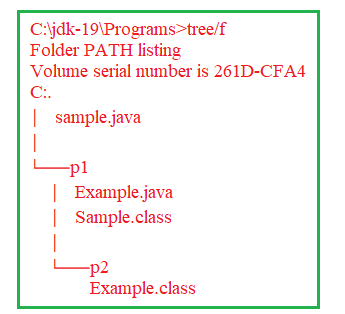 C:\jdk-19\Programs>tree/f
Folder PATH listing
Volume serial number is 261D-CFA4
C:.
│   sample.java
│
└───p1
    │   Example.java
    │   Sample.class
    │
    └───p2
            Example.class